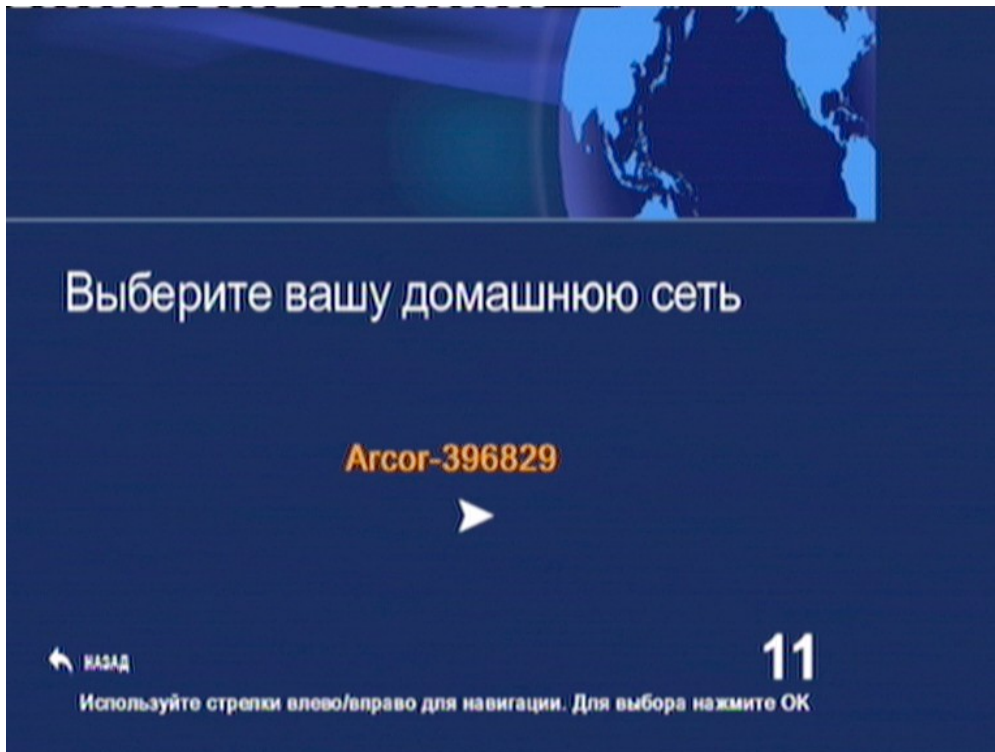 Выберите вашу домашнюю сеть
Arcor-396829
НАЗАД
11
Используйте стрелки влево/вправо для навигации. Для выбора нажмите OK